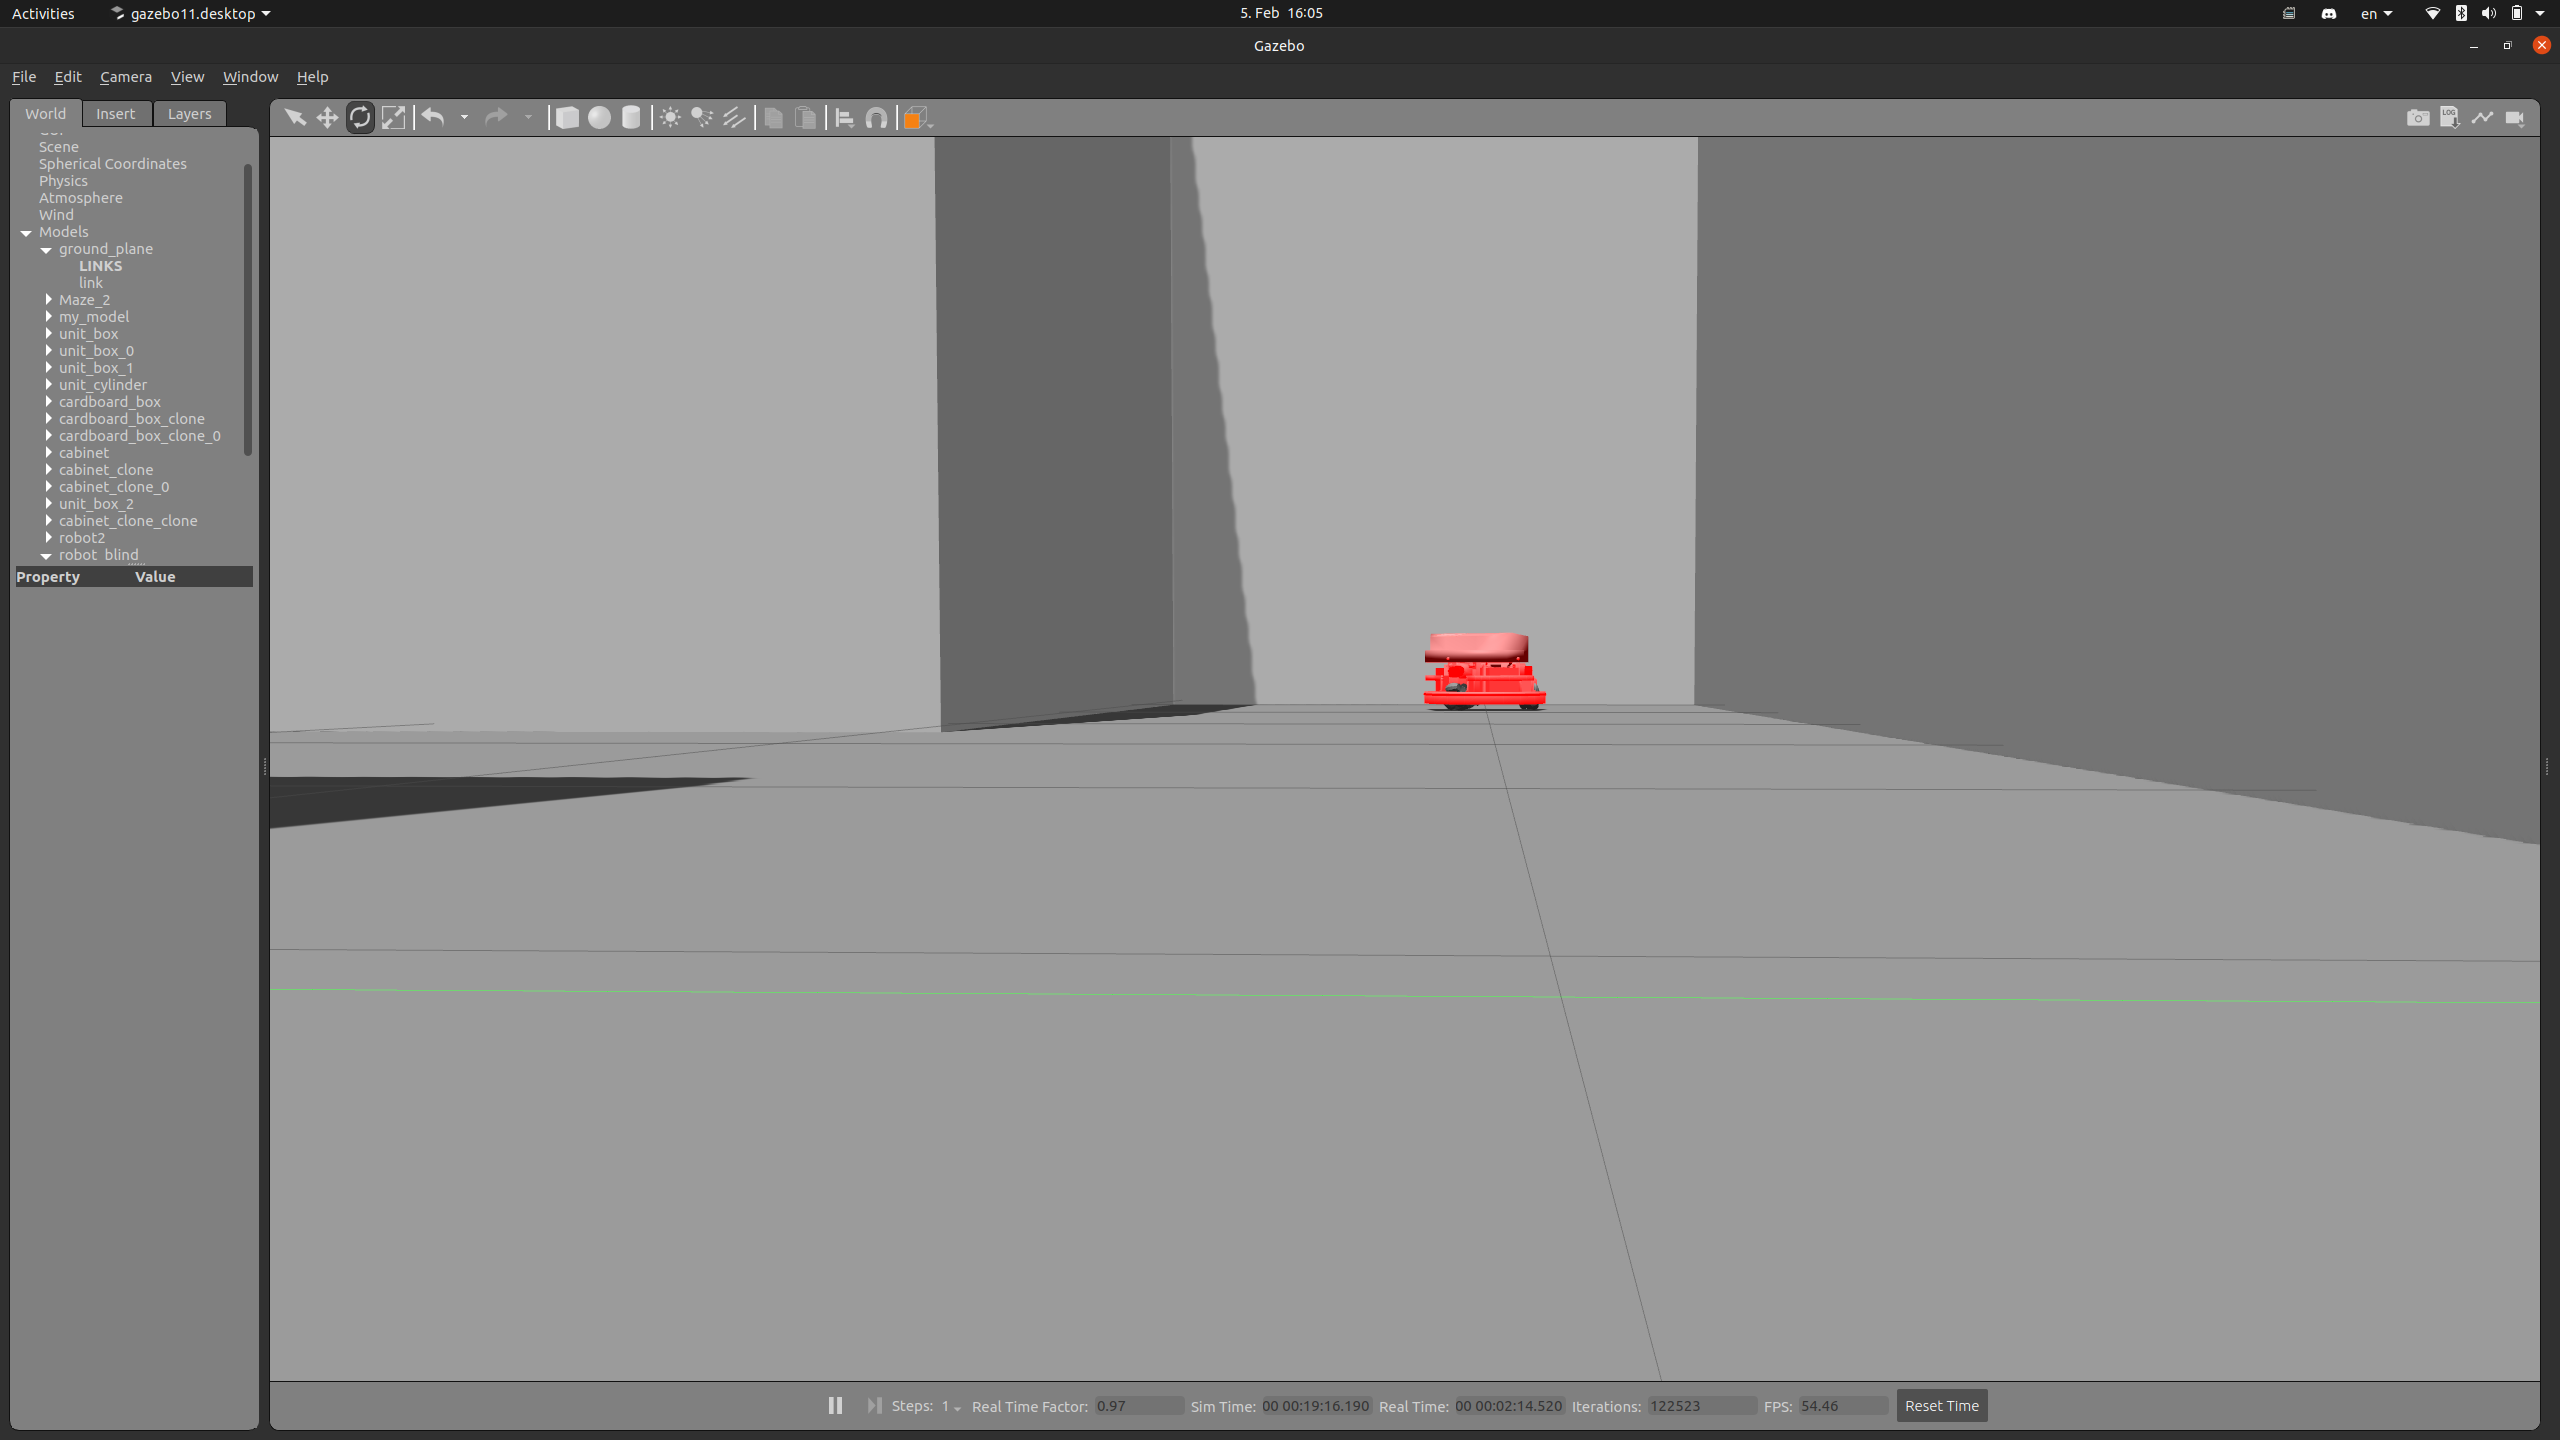 Activities gazebo11.desktop 5. Feb 16:05 en
Gazebo
File Edit Camera View Window Help
World Insert Layers
LOG
Scene
Spherical Coordinates
Physics
Atmosphere
Wind
Models
ground_plane
LINKS
link
Maze_2
my_model
unit_box
unit_box_0
unit_box_1
unit_cylinder
cardboard_box
cardboard_box_clone
cardboard_box_clone_0
cabinet
cabinet_clone
cabinet_clone_0
unit_box_2
cabinet_clone_clone
robot2
robot_blind
Property Value
Steps: 1 Real Time Factor: 0.97 Sim Time: 00 00:19:16.190 Real Time: 00 00:02:14.520 Iterations: 122523 FPS: 54.46 Reset Time